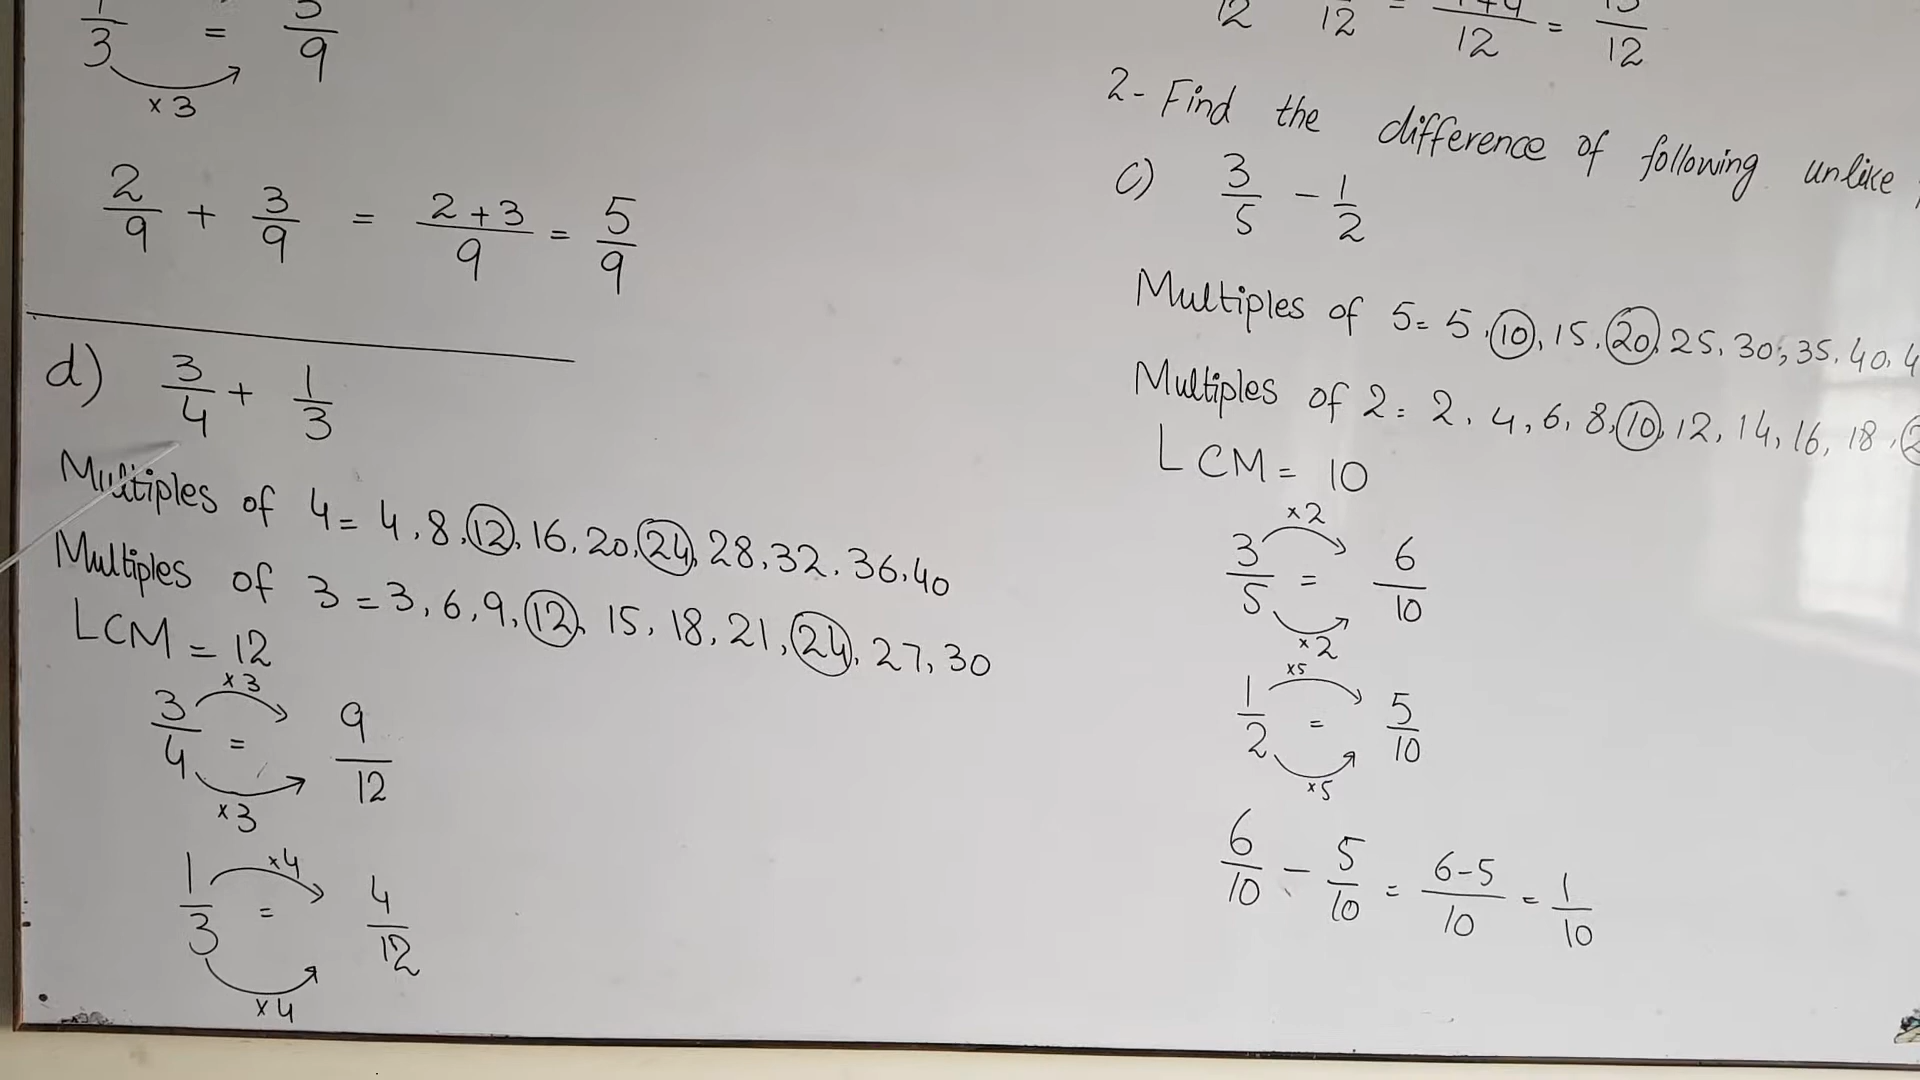 1/3 = 3/9
×3
2/9 + 3/9 = 2+3/9 = 5/9
d) 3/4 + 1/3
Multiples of 4 = 4, 8, 12, 16, 20, 24, 28, 32, 36, 40
Multiples of 3 = 3, 6, 9, 12, 15, 18, 21, 24, 27, 30
LCM = 12
×3
3/4 = 9/12
×3
×4
1/3 = 4/12
×4
12 12 = /12 = /12
2- Find the difference of following unlike
c) 3/5 - 1/2
Multiples of 5 = 5, 10, 15, 20, 25, 30, 35, 40,
Multiples of 2 = 2, 4, 6, 8, 10, 12, 14, 16, 18,
LCM = 10
×2
3/5 = 6/10
×2
×5
1/2 = 5/10
×5
6/10 - 5/10 = 6-5/10 = 1/10